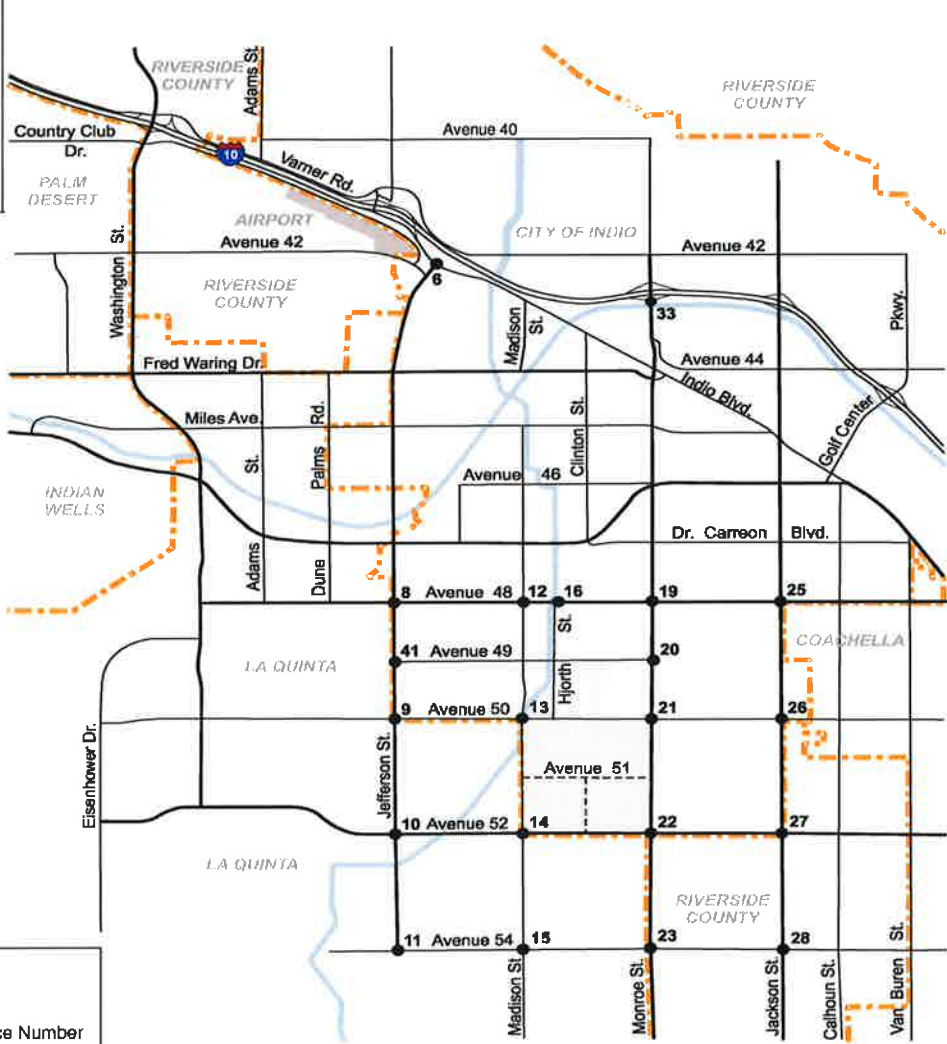 RIVERSIDE
COUNTY
Adams St.
RIVERSIDE
COUNTY
Country Club
Dr.
Avenue 40
10
Varner Rd.
PALM
DESERT
Washington St.
AIRPORT
Avenue 42
CITY OF INDIO
Avenue 42
6
RIVERSIDE
COUNTY
33
Madison
St.
Pkwy.
Golf Center
Fred Waring Dr.
Avenue 44
Indio Blvd.
Miles Ave.
Palms Rd.
Dune
St.
Adams
Clinton St.
Avenue 46
INDIAN
WELLS
Dr. Carreon Blvd.
8 Avenue 48 12 16 19 25
St.
Hjorth
COACHELLA
LA QUINTA
41 Avenue 49 20
9 Avenue 50 13 21 26
Eisenhower Dr.
Jefferson St.
Avenue 51
10 Avenue 52 14 22 27
LA QUINTA
RIVERSIDE
COUNTY
11 Avenue 54 15 23 28
Madison St.
Monroe St.
Jackson St.
Calhoun St.
Van Buren St.
Number